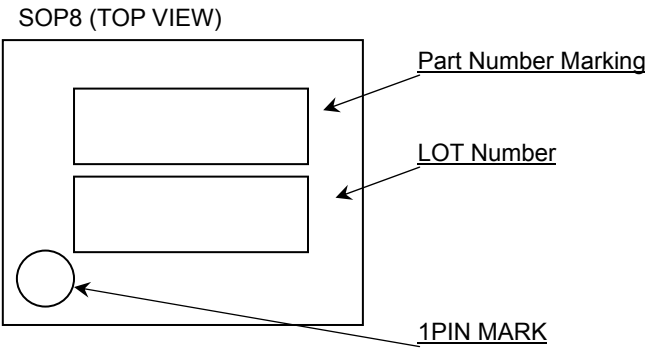 SOP8 (TOP VIEW)
Part Number Marking
LOT Number
1PIN MARK